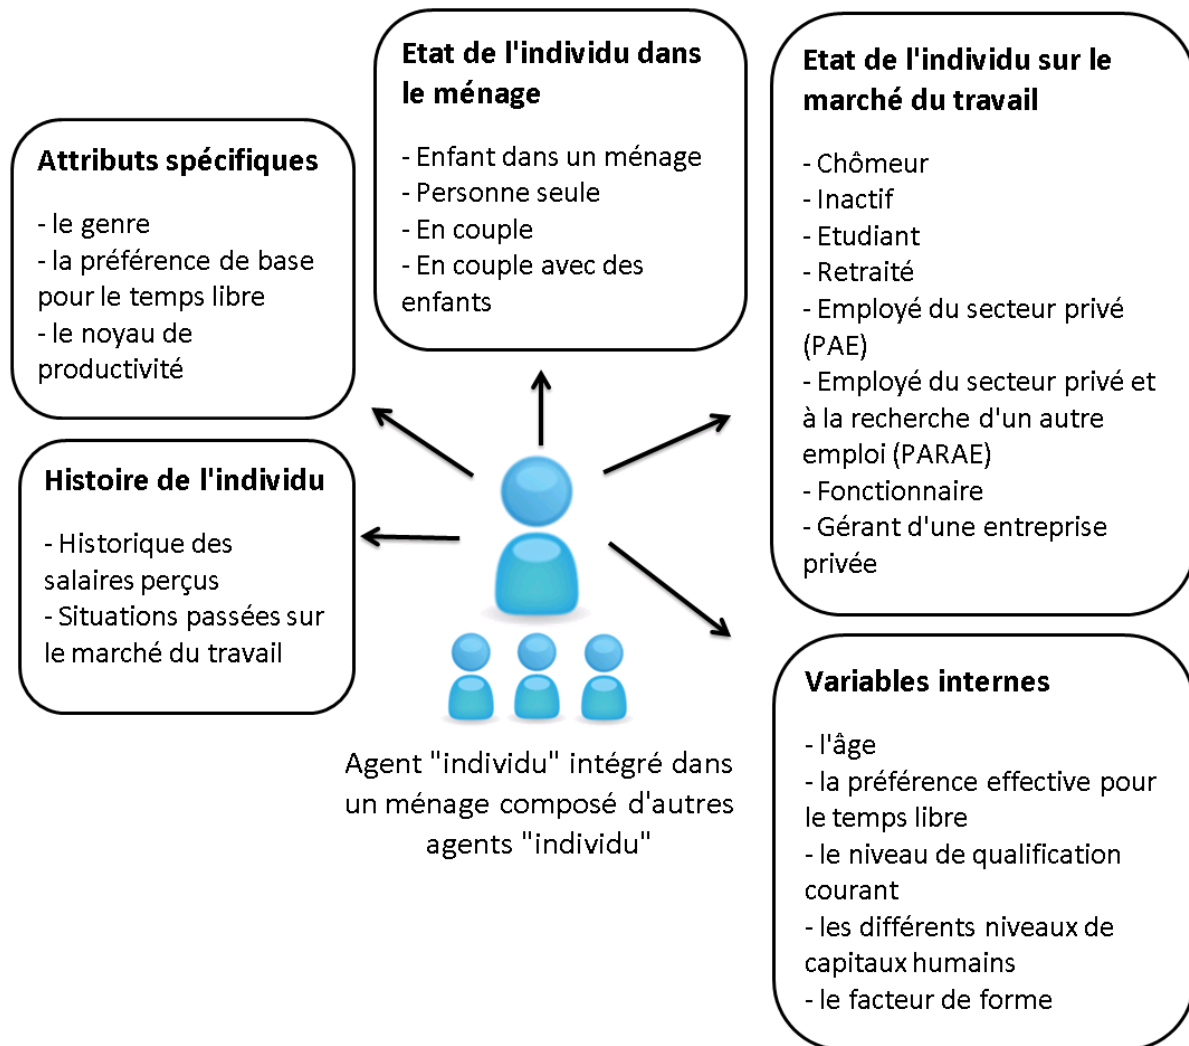 Attributs spécifiques
- le genre
- la préférence de base
pour le temps libre
- le noyau de
productivité
Histoire de l'individu
- Historique des
salaires perçus
- Situations passées sur
le marché du travail
Etat de l'individu dans
le ménage
- Enfant dans un ménage
- Personne seule
- En couple
- En couple avec des
enfants
Agent "individu" intégré dans
un ménage composé d'autres
agents "individu"
Etat de l'individu sur le
marché du travail
- Chômeur
- Inactif
- Etudiant
- Retraité
- Employé du secteur privé
(PAE)
- Employé du secteur privé et
à la recherche d'un autre
emploi (PARAE)
- Fonctionnaire
- Gérant d'une entreprise
privée
Variables internes
- l'âge
- la préférence effective pour
le temps libre
- le niveau de qualification
courant
- les différents niveaux de
capitaux humains
- le facteur de forme